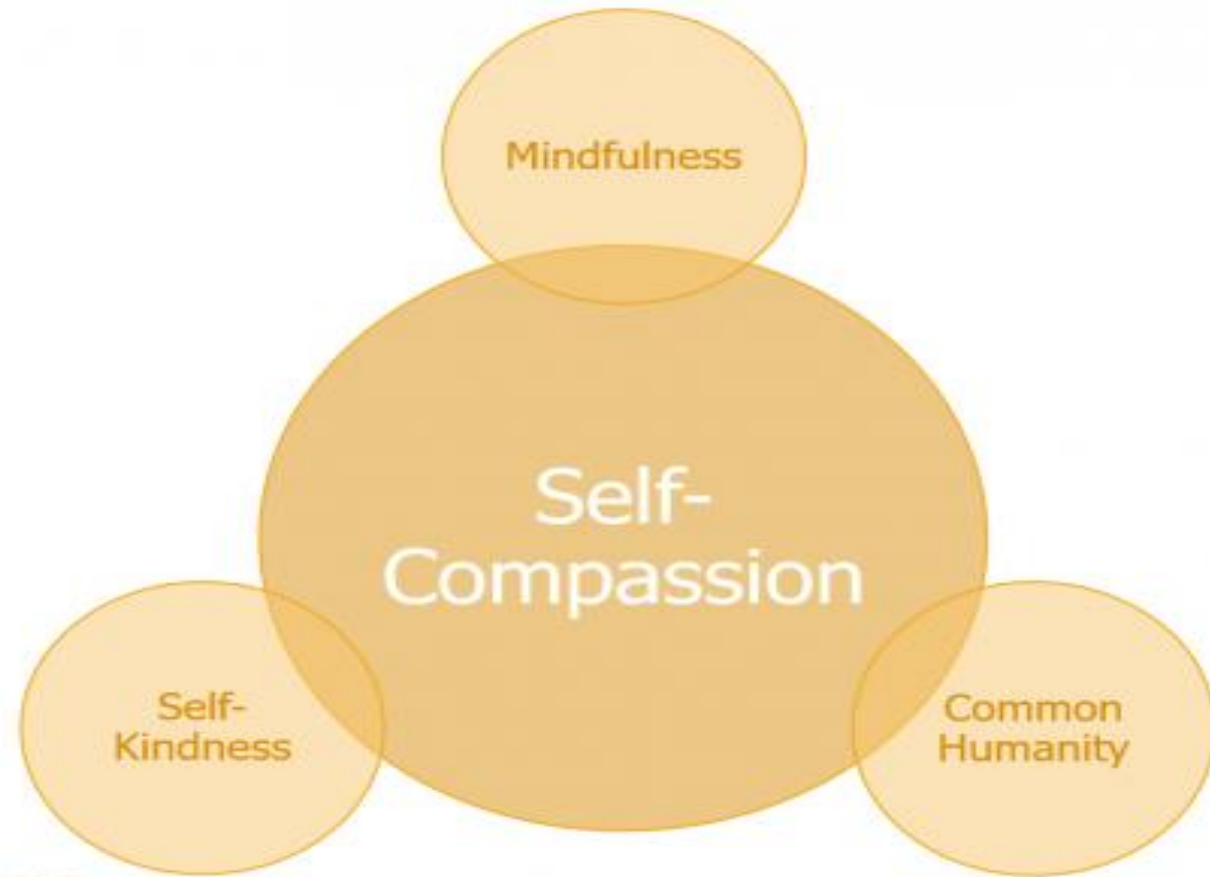 Mindfulness
Self-
Compassion
Self-
Kindness
Common
Humanity